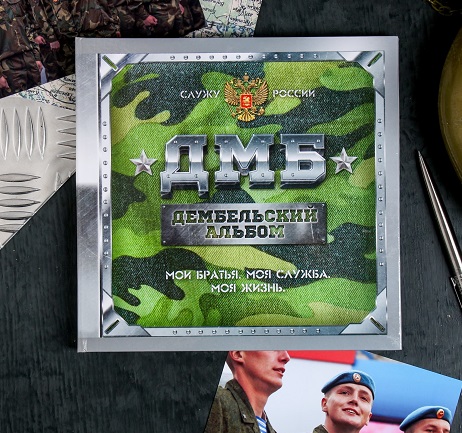 СЛУЖУ РОССИИ
ДМБ
ДЕМБЕЛЬСКИЙ
АЛЬБОМ
МОИ БРАТЬЯ. МОЯ СЛУЖБА.
МОЯ ЖИЗНЬ.